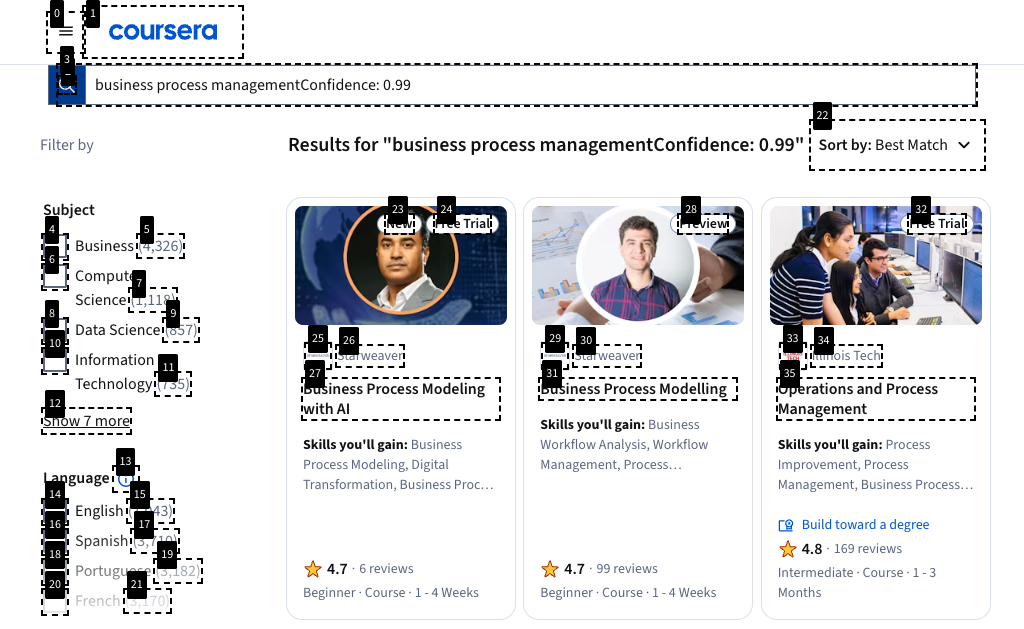 0
1
coursera
3
business process managementConfidence: 0.99
22
Filter by
Results for "business process managementConfidence: 0.99"
Sort by: Best Match
Subject
4
5
Business (4,326)
6
Computer
7
Science (1,118)
8
9
Data Science (857)
10
Information
11
Technology (735)
12
Show 7 more
13
Language
14
15
English
16
17
Spanish (3,710)
18
19
Portuguese (3,182)
20
21
French (3,170)
23
24
New
Free Trial
25
26
Starweaver
27
Business Process Modeling
with AI
Skills you'll gain: Business
Process Modeling, Digital
Transformation, Business Proc…
4.7 · 6 reviews
Beginner · Course · 1 - 4 Weeks
28
Preview
29
30
Starweaver
31
Business Process Modelling
Skills you'll gain: Business
Workflow Analysis, Workflow
Management, Process…
4.7 · 99 reviews
Beginner · Course · 1 - 4 Weeks
32
Free Trial
33
34
Illinois Tech
35
Operations and Process
Management
Skills you'll gain: Process
Improvement, Process
Management, Business Process…
Build toward a degree
4.8 · 169 reviews
Intermediate · Course · 1 - 3
Months